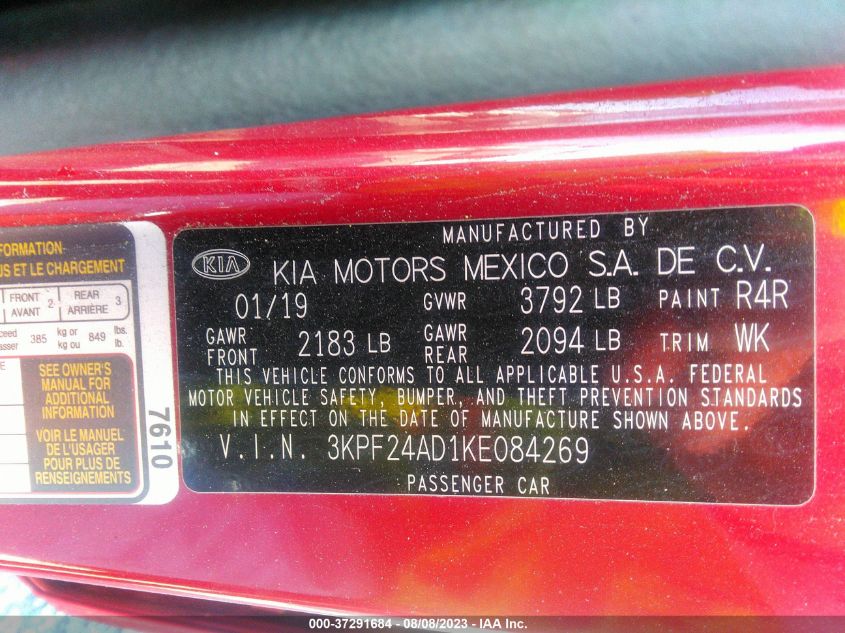 MANUFACTURED BY
KIA KIA MOTORS MEXICO S.A. DE C.V.
01/19 GVWR 3792 LB PAINT R4R
GAWR FRONT 2183 LB GAWR REAR 2094 LB TRIM WK
THIS VEHICLE CONFORMS TO ALL APPLICABLE U.S.A. FEDERAL
MOTOR VEHICLE SAFETY, BUMPER, AND THEFT PREVENTION STANDARDS
IN EFFECT ON THE DATE OF MANUFACTURE SHOWN ABOVE.
V.I.N. 3KPF24AD1KE084269
PASSENGER CAR
ET LE CHARGEMENT
FRONT 2 REAR 3
AVANT ARRIÈRE
385 kg or 849 lbs.
kg ou lb.
SEE OWNER'S
MANUAL FOR
ADDITIONAL
INFORMATION
VOIR LE MANUEL
DE L'USAGER
POUR PLUS DE
RENSEIGNEMENTS
7610
000-37291684 - 08/08/2023 - IAA Inc.